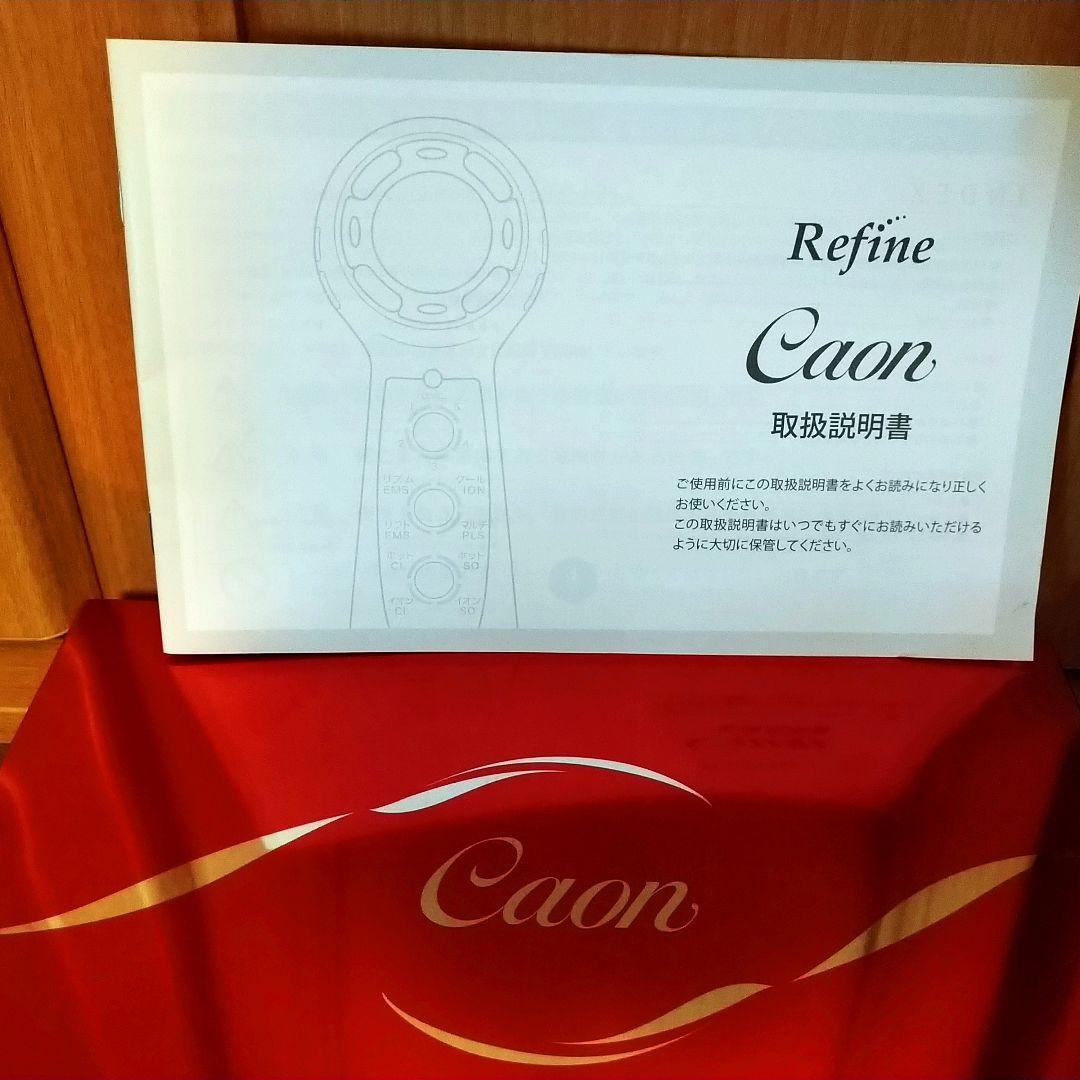 Refine
Caon
取扱説明書
ご使用前にこの取扱説明書をよくお読みになり正しく
お使いください。
この取扱説明書はいつでもすぐにお読みいただける
ように大切に保管してください。
リズム
EMS
クール
ION
リフト
EMS
マルチ
PLS
ホット
CL
ホット
SO
イオン
CL
イオン
SO
Caon